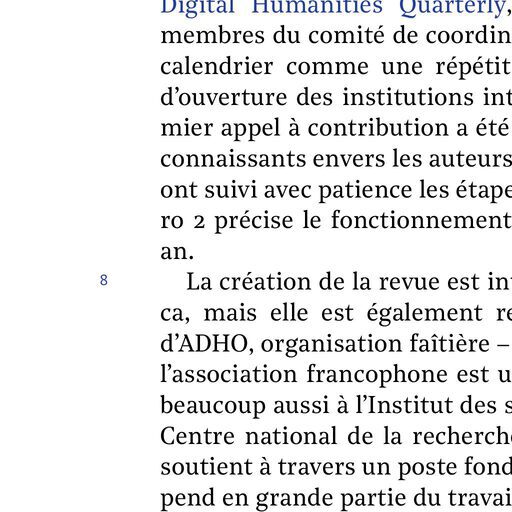 Digital Humanities Quarterly,
membres du comité de coordin
calendrier comme une répétit
d’ouverture des institutions int
mier appel à contribution a été
connaissants envers les auteurs
ont suivi avec patience les étape
ro 2 précise le fonctionnement
an.
8 La création de la revue est in
ca, mais elle est également re
d’ADHO, organisation faîtière –
l’association francophone est u
beaucoup aussi à l’Institut des s
Centre national de la recherch
soutient à travers un poste fond
pend en grande partie du travai